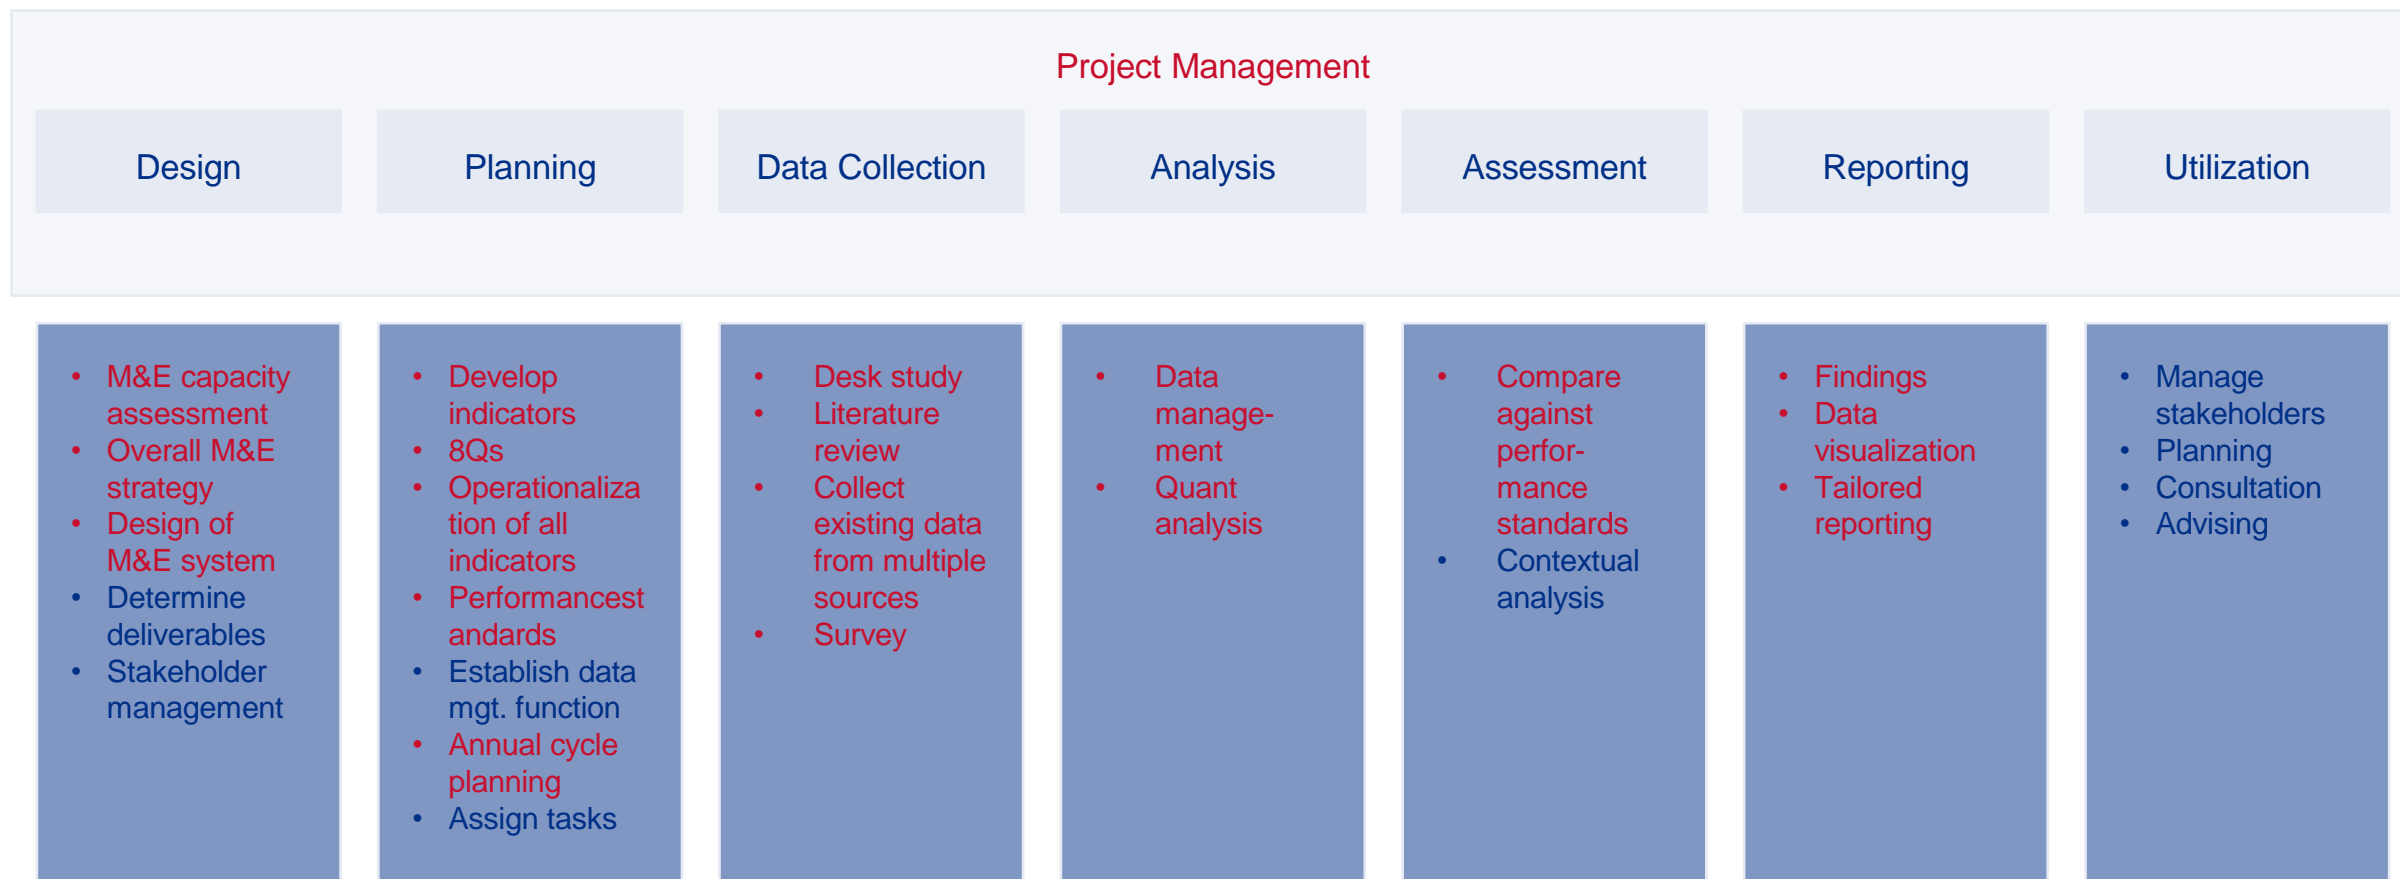 Project Management
Design
Planning
Data Collection
Analysis
Assessment
Reporting
Utilization
• M&E capacity
assessment
• Overall M&E
strategy
• Design of
M&E system
• Determine
deliverables
• Stakeholder
management
• Develop
indicators
• 8Qs
• Operationaliza
tion of all
indicators
• Performancest
andards
• Establish data
mgt. function
• Annual cycle
planning
• Assign tasks
• Desk study
• Literature
review
• Collect
existing data
from multiple
sources
• Survey
• Data
manage-
ment
• Quant
analysis
• Compare
against
perfor-
mance
standards
• Contextual
analysis
• Findings
• Data
visualization
• Tailored
reporting
• Manage
stakeholders
• Planning
• Consultation
• Advising